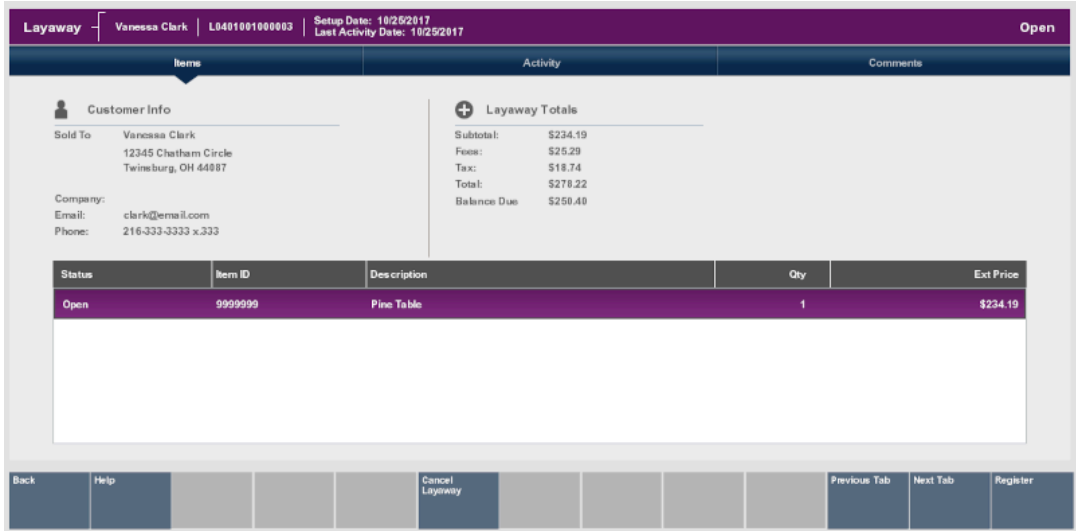 Layaway Vanessa Clark L0401001000003 Setup Date: 10/25/2017 Open
Last Activity Date: 10/25/2017
Items Activity Comments
Customer Info
Sold To Vanessa Clark
12345 Chatham Circle
Twinsburg, OH 44087
Company:
Email: clark@email.com
Phone: 216-333-3333 x.333
Layaway Totals
Subtotal: $234.19
Fees: $25.29
Tax: $18.74
Total: $278.22
Balance Due $250.40
Status Item ID Description Qty Ext Price
Open 9999999 Pine Table 1 $234.19
Back Help Cancel Previous Tab Next Tab Register
Layaway